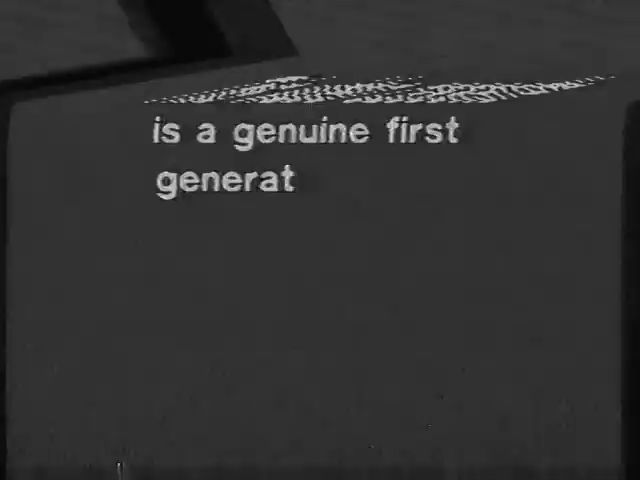 is a genuine first
generat